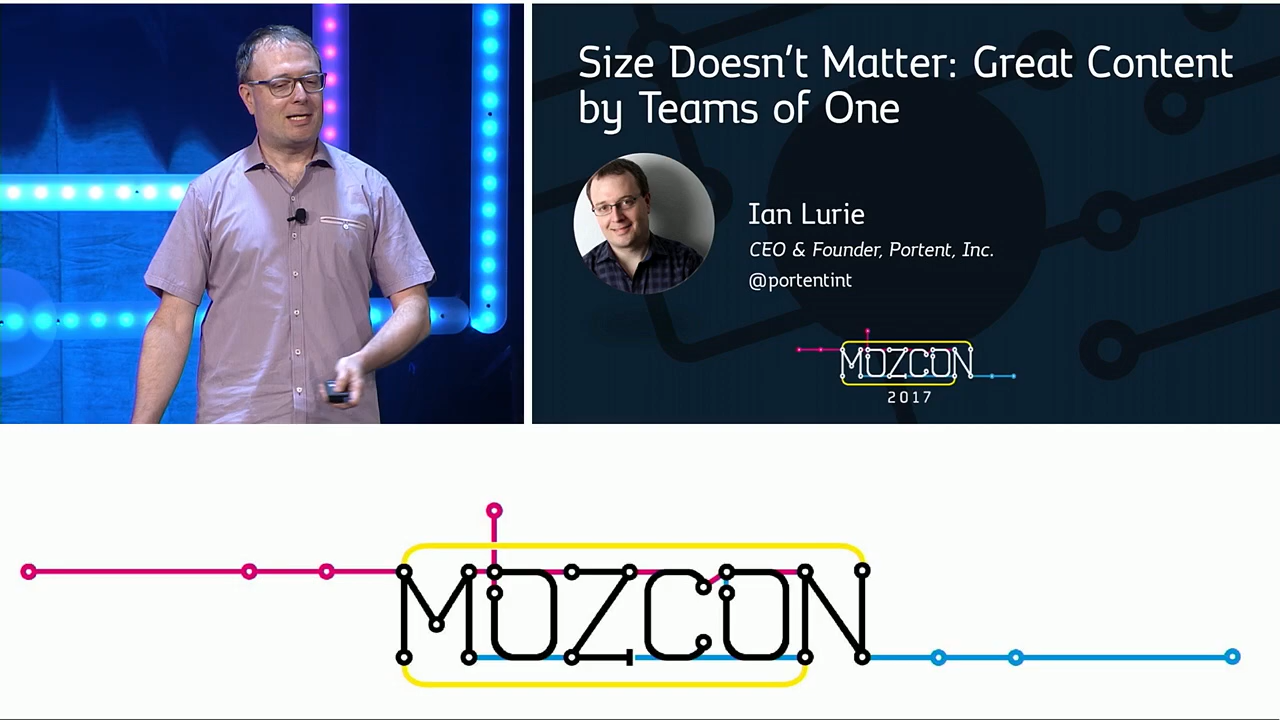 Size Doesn't Matter: Great Content
by Teams of One
Ian Lurie
CEO & Founder, Portent, Inc.
@portentint
MOZCON
2017
MOZCON